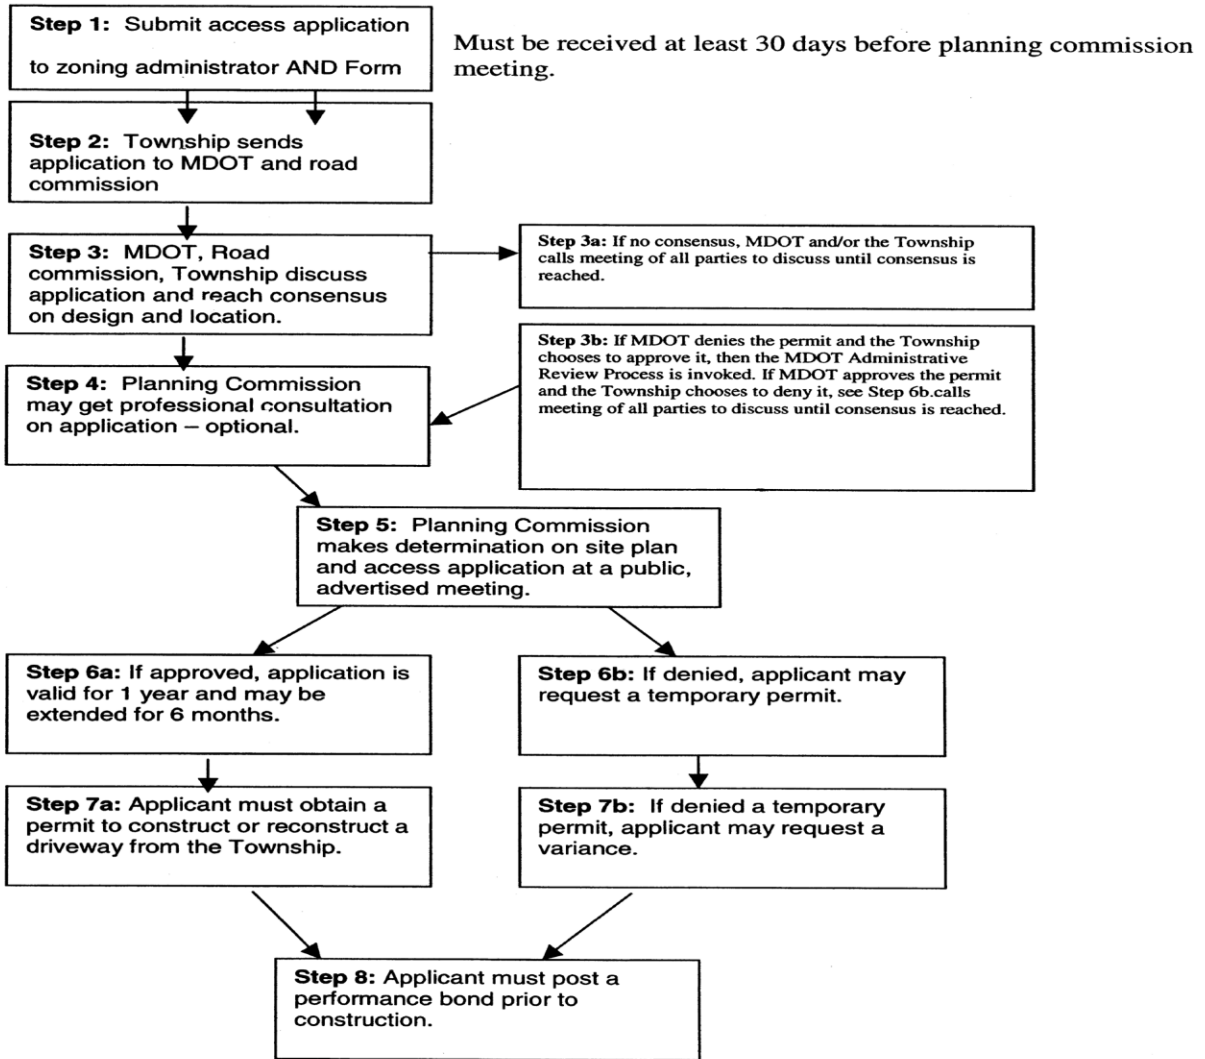 Step 1: Submit access application
to zoning administrator AND Form
Must be received at least 30 days before planning commission
meeting.
Step 2: Township sends
application to MDOT and road
commission
Step 3: MDOT, Road
commission, Township discuss
application and reach consensus
on design and location.
Step 3a: If no consensus, MDOT and/or the Township
calls meeting of all parties to discuss until consensus is
reached.
Step 3b: If MDOT denies the permit and the Township
chooses to approve it, then the MDOT Administrative
Review Process is invoked. If MDOT approves the permit
and the Township chooses to deny it, see Step 6b.calls
meeting of all parties to discuss until consensus is reached.
Step 4: Planning Commission
may get professional consultation
on application – optional.
Step 5: Planning Commission
makes determination on site plan
and access application at a public,
advertised meeting.
Step 6a: If approved, application is
valid for 1 year and may be
extended for 6 months.
Step 6b: If denied, applicant may
request a temporary permit.
Step 7a: Applicant must obtain a
permit to construct or reconstruct a
driveway from the Township.
Step 7b: If denied a temporary
permit, applicant may request a
variance.
Step 8: Applicant must post a
performance bond prior to
construction.